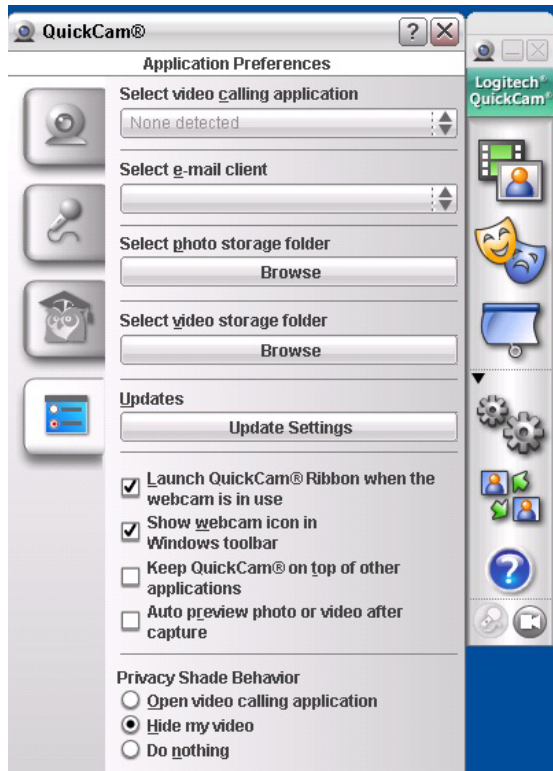 QuickCam®
?
Application Preferences
Select video calling application
None detected
Select e-mail client
Select photo storage folder
Browse
Select video storage folder
Browse
Updates
Update Settings
Launch QuickCam® Ribbon when the
webcam is in use
Show webcam icon in
Windows toolbar
Keep QuickCam® on top of other
applications
Auto preview photo or video after
capture
Privacy Shade Behavior
Open video calling application
Hide my video
Do nothing
Logitech®
QuickCam®
?